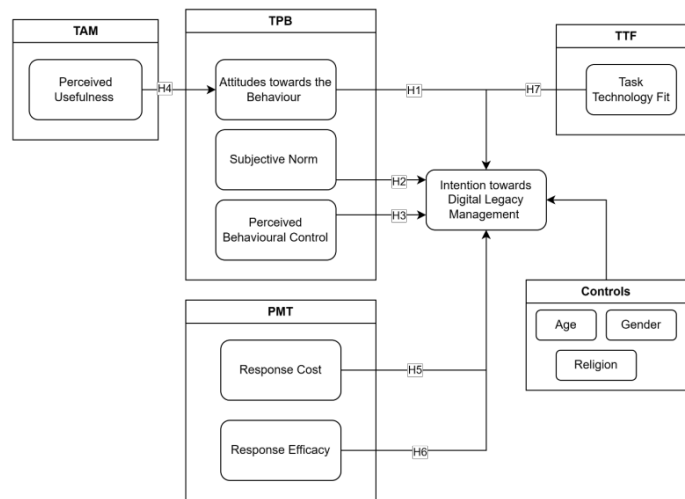 TAM
TPB
TTF
Perceived
Usefulness
H4
Attitudes towards the
Behaviour
H1
H7
Task
Technology Fit
Subjective Norm
H2
Intention towards
Digital Legacy
Management
Perceived
Behavioural Control
H3
Controls
Age
Gender
Religion
PMT
Response Cost
H5
Response Efficacy
H6